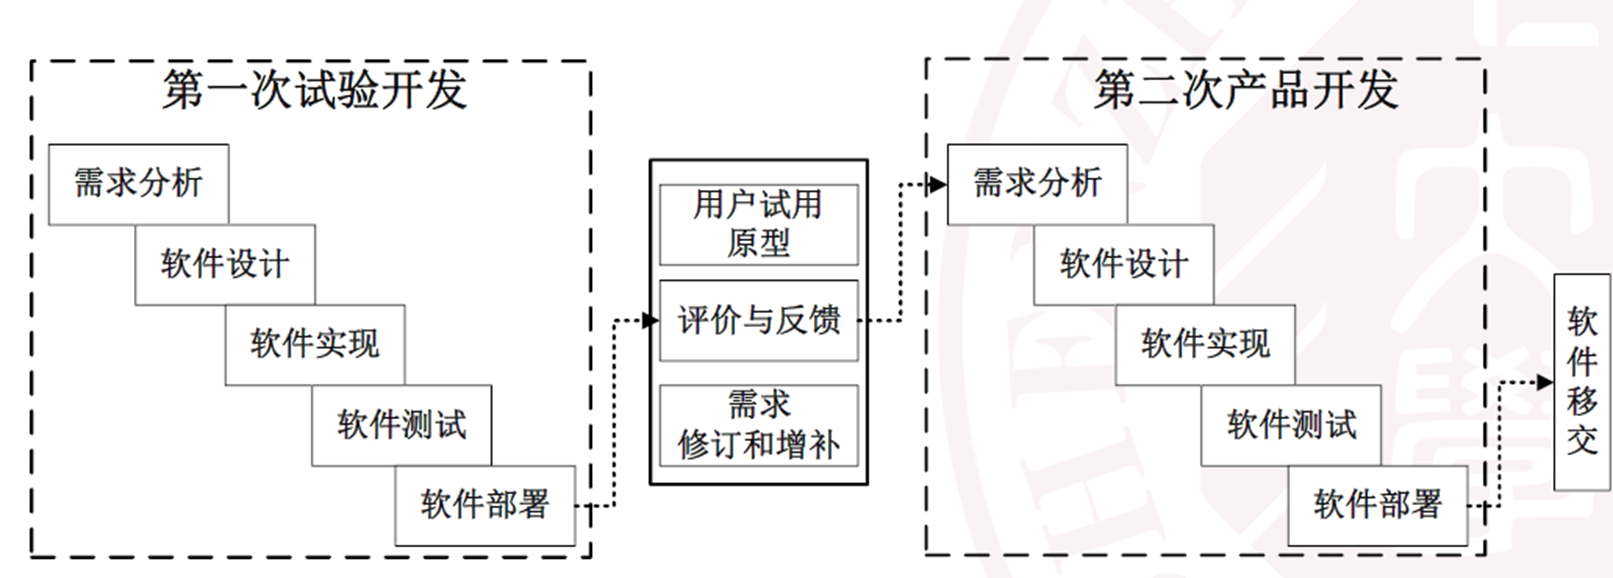 第一次试验开发
需求分析
软件设计
软件实现
软件测试
软件部署
用户试用
原型
评价与反馈
需求
修订和增补
第二次产品开发
需求分析
软件设计
软件实现
软件测试
软件部署
软件移交